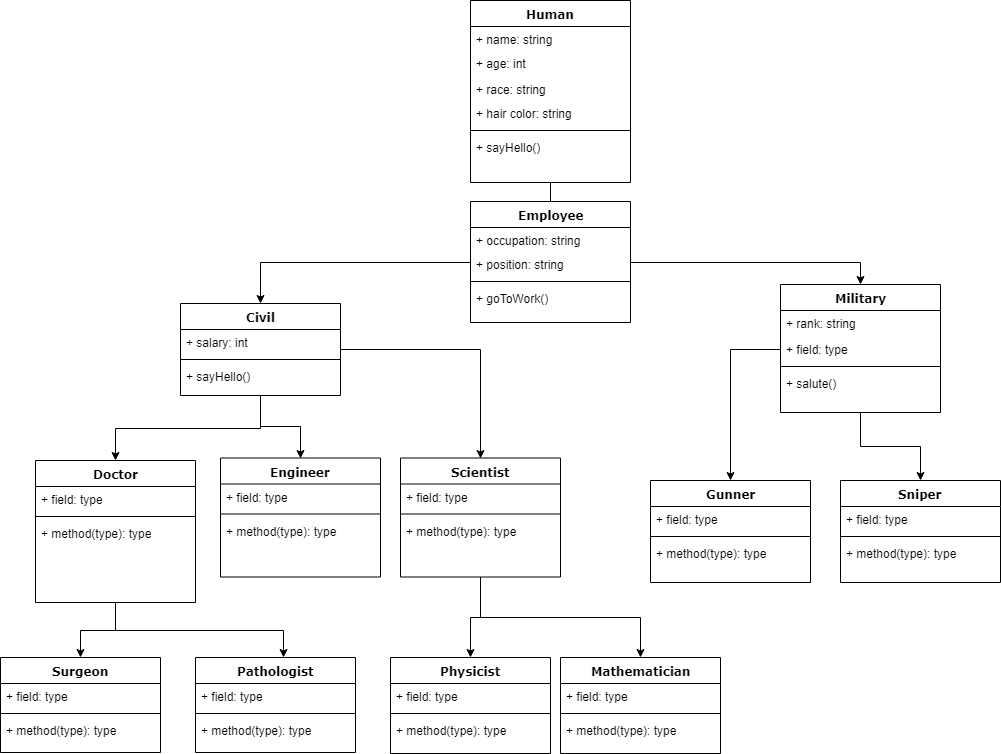 Human
+ name: string
+ age: int
+ race: string
+ hair color: string
+ sayHello()
Employee
+ occupation: string
+ position: string
+ goToWork()
Civil
+ salary: int
+ sayHello()
Military
+ rank: string
+ field: type
+ salute()
Doctor
+ field: type
+ method(type): type
Engineer
+ field: type
+ method(type): type
Scientist
+ field: type
+ method(type): type
Gunner
+ field: type
+ method(type): type
Sniper
+ field: type
+ method(type): type
Surgeon
+ field: type
+ method(type): type
Pathologist
+ field: type
+ method(type): type
Physicist
+ field: type
+ method(type): type
Mathematician
+ field: type
+ method(type): type